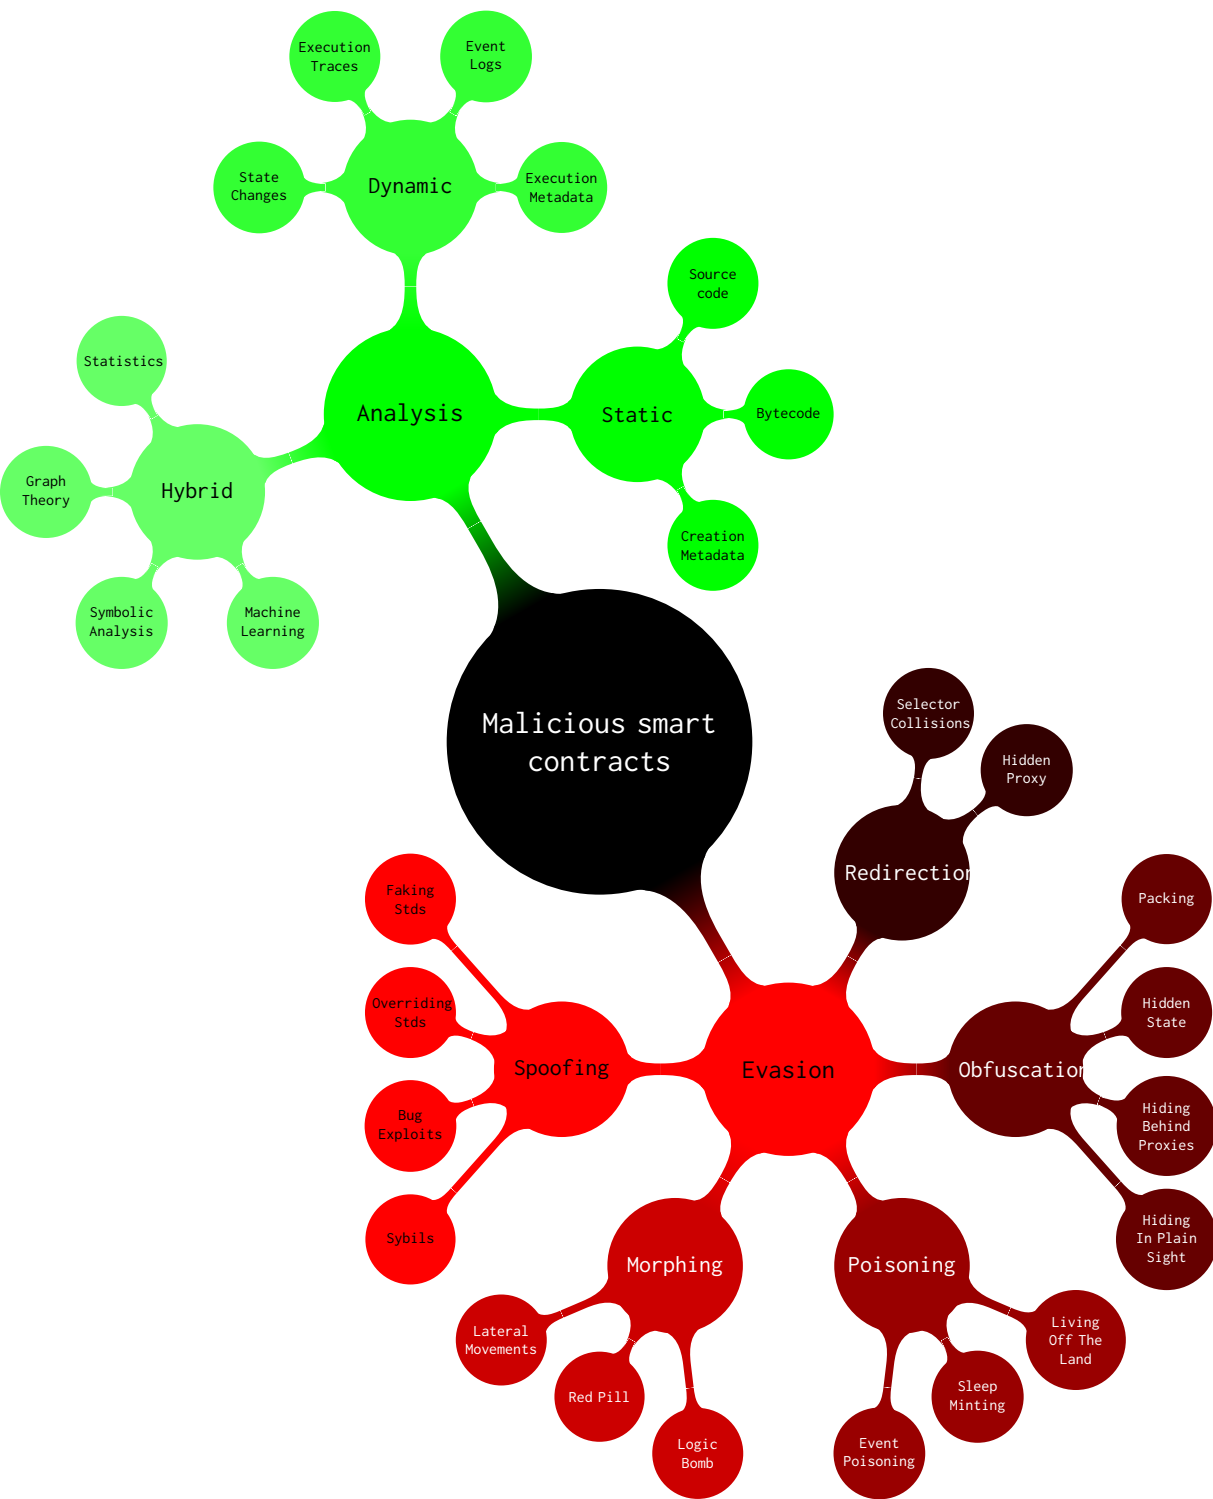 Execution
Traces
Event
Logs
State
Changes
Dynamic
Execution
Metadata
Source
code
Statistics
Analysis
Static
Bytecode
Graph
Theory
Hybrid
Creation
Metadata
Symbolic
Analysis
Machine
Learning
Malicious smart
contracts
Selector
Collisions
Hidden
Proxy
Redirection
Faking
Stds
Packing
Overriding
Stds
Hidden
State
Spoofing
Evasion
Obfuscation
Bug
Exploits
Hiding
Behind
Proxies
Sybils
Hiding
In Plain
Sight
Morphing
Poisoning
Lateral
Movements
Living
Off The
Land
Red Pill
Sleep
Minting
Logic
Bomb
Event
Poisoning